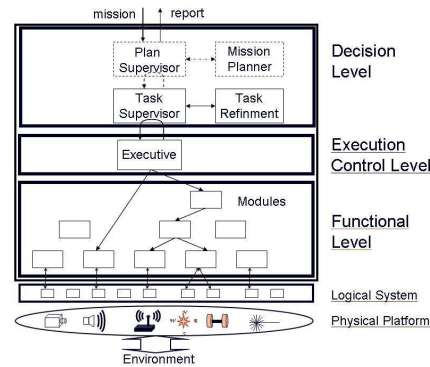 mission
report
Plan
Supervisor
Mission
Planner
Decision
Level
Task
Supervisor
Task
Refinment
Executive
Execution
Control Level
Modules
Functional
Level
Logical System
Physical Platform
Environment